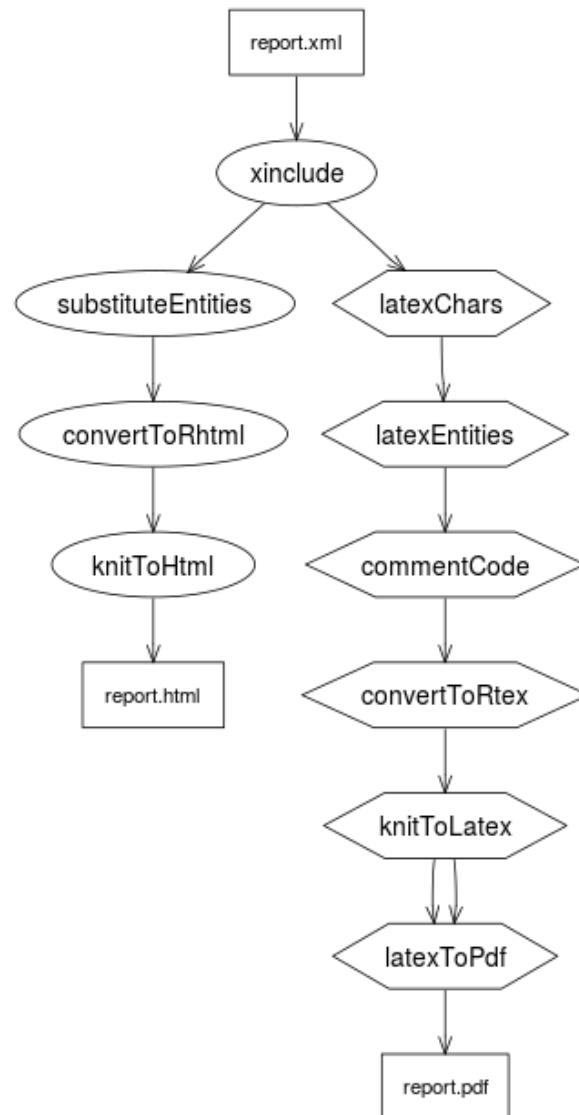 report.xml
xinclude
substituteEntities
latexChars
convertToRhtml
latexEntities
knitToHtml
commentCode
report.html
convertToRtex
knitToLatex
latexToPdf
report.pdf